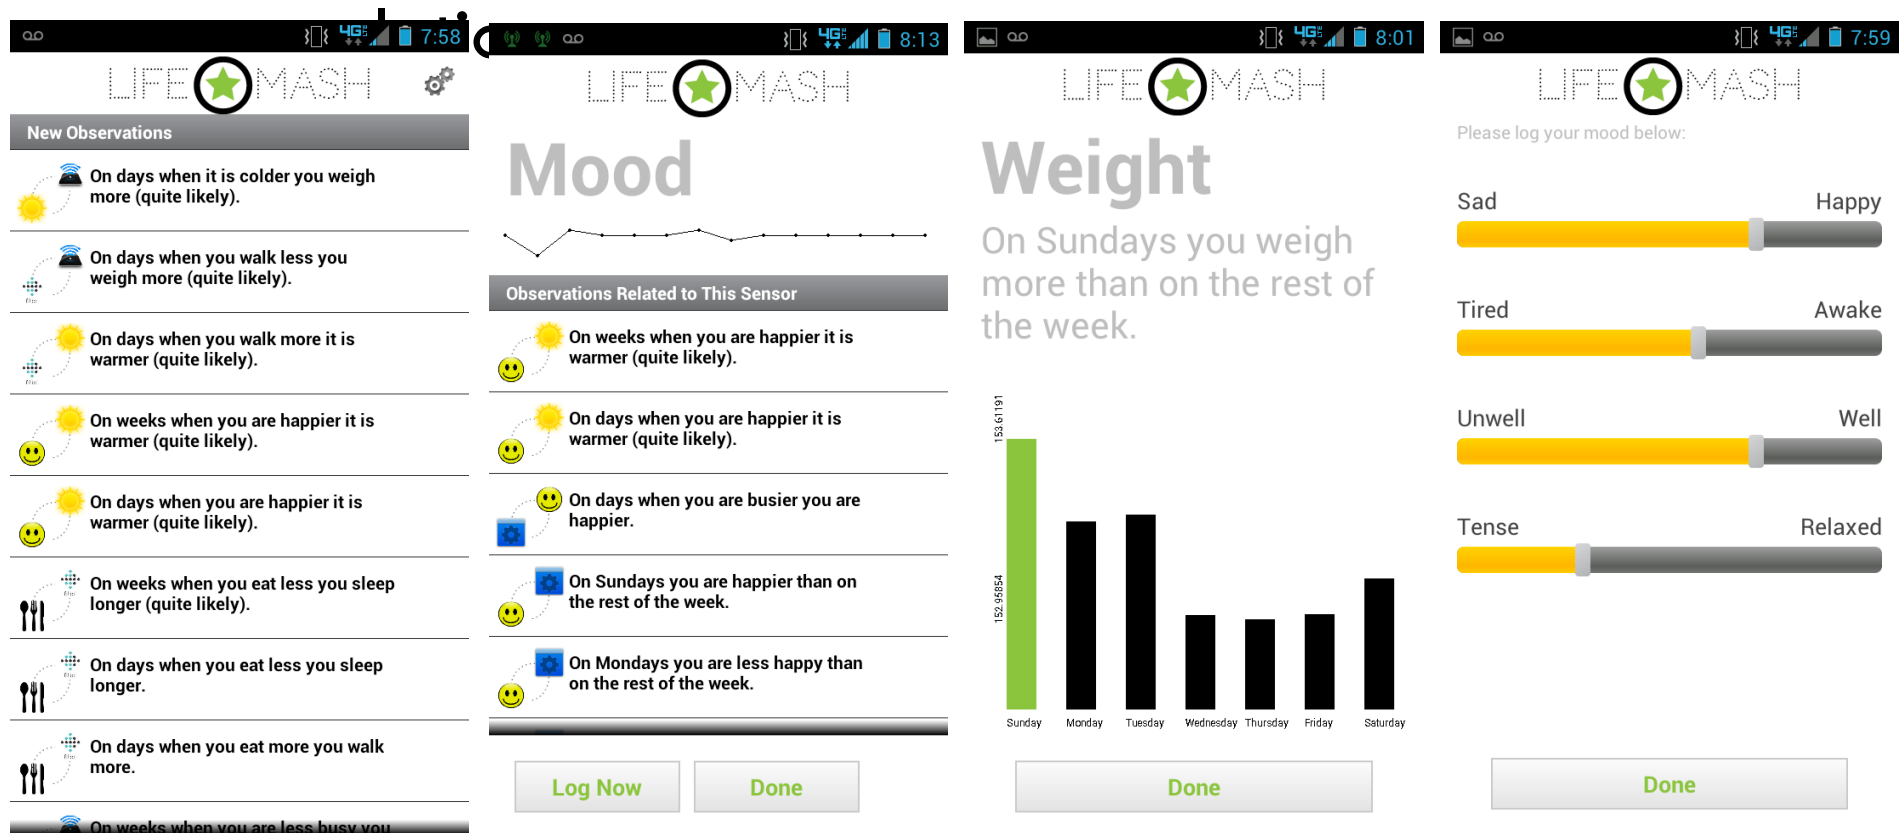 7:58
LIFE MASH
New Observations
On days when it is colder you weigh
more (quite likely).
On days when you walk less you
weigh more (quite likely).
On days when you walk more it is
warmer (quite likely).
On weeks when you are happier it is
warmer (quite likely).
On days when you are happier it is
warmer (quite likely).
On weeks when you eat less you sleep
longer (quite likely).
On days when you eat less you sleep
longer.
On days when you eat more you walk
more.
On weeks when you are less busy you
8:13
LIFE MASH
Mood
Observations Related to This Sensor
On weeks when you are happier it is
warmer (quite likely).
On days when you are happier it is
warmer (quite likely).
On days when you are busier you are
happier.
On Sundays you are happier than on
the rest of the week.
On Mondays you are less happy than
on the rest of the week.
Log Now Done
4G 8:01
LIFE MASH
Weight
On Sundays you weigh
more than on the rest of
the week.
153.61191
152.95854
Sunday Monday Tuesday Wednesday Thursday Friday Saturday
Done
4G 7:59
LIFE MASH
Please log your mood below:
Sad Happy
Tired Awake
Unwell Well
Tense Relaxed
Done